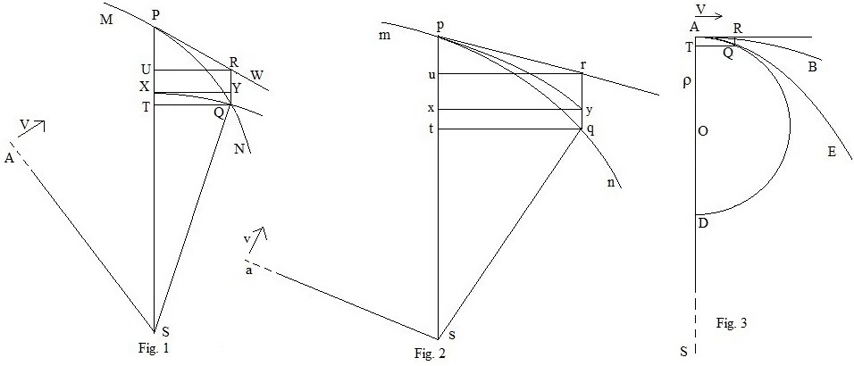 M
P
U
R
W
X
Y
T
Q
V
A
N
S
Fig. 1
m
p
u
r
x
y
t
q
n
v
a
s
Fig. 2
V
A
R
T
Q
B
ρ
O
E
D
S
Fig. 3